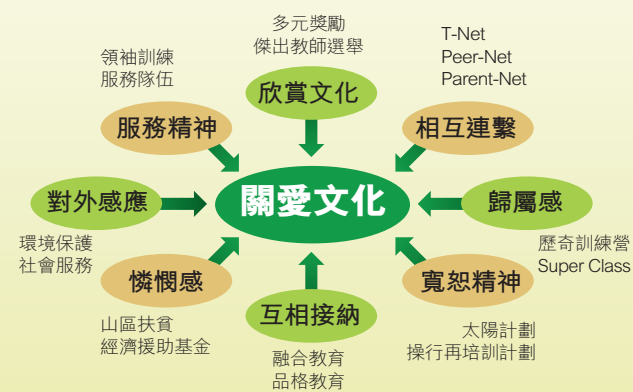 多元獎勵
傑出教師選舉
欣賞文化
T-Net
Peer-Net
Parent-Net
相互連繫
歸屬感
歷奇訓練營
Super Class
寬恕精神
太陽計劃
操行再培訓計劃
互相接納
融合教育
品格教育
憐憫感
山區扶貧
經濟援助基金
對外感應
環境保護
社會服務
領袖訓練
服務隊伍
服務精神
關愛文化